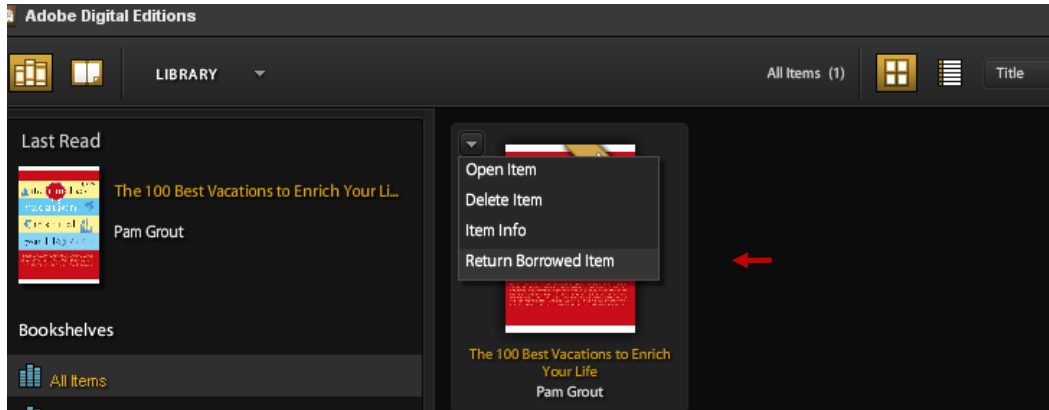 Adobe Digital Editions
LIBRARY
All Items (1)
Title
Last Read
The 100 Best Vacations to Enrich Your Li...
Pam Grout
Bookshelves
All Items
Open Item
Delete Item
Item Info
Return Borrowed Item
The 100 Best Vacations to Enrich
Your Life
Pam Grout